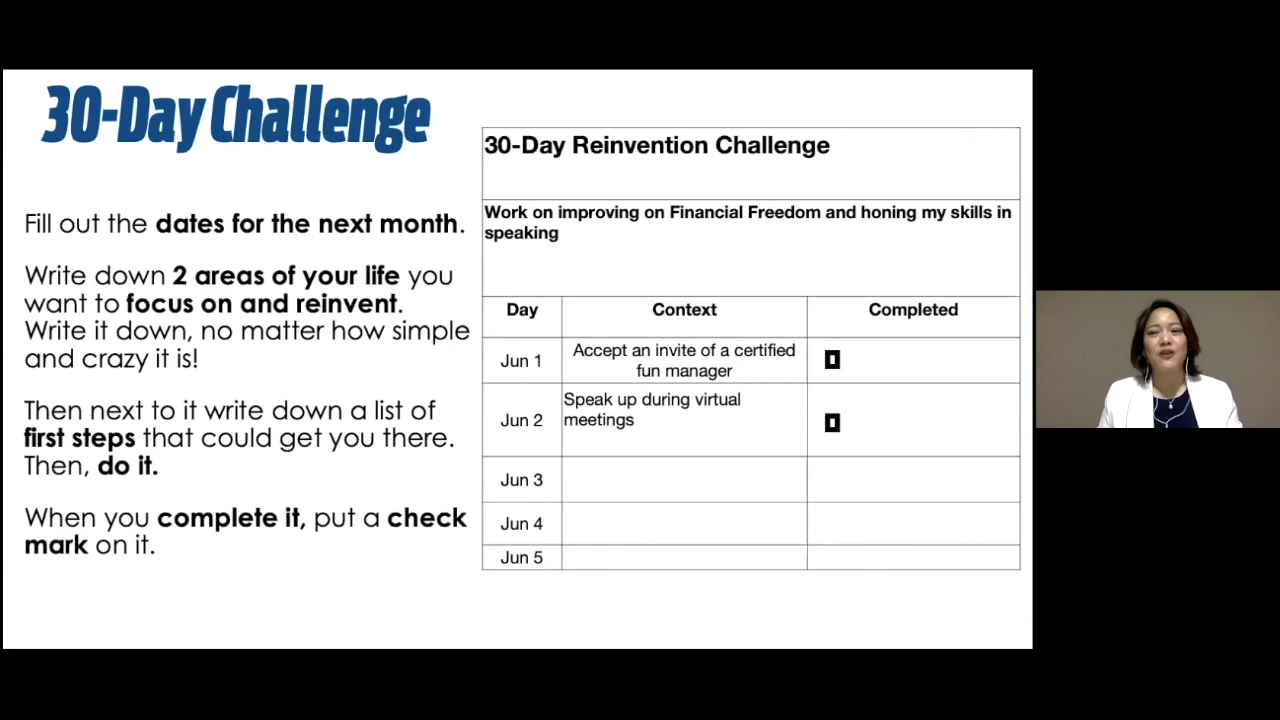 30-Day Challenge
Fill out the dates for the next month.
Write down 2 areas of your life you
want to focus on and reinvent.
Write it down, no matter how simple
and crazy it is!
Then next to it write down a list of
first steps that could get you there.
Then, do it.
When you complete it, put a check
mark on it.
30-Day Reinvention Challenge
Work on improving on Financial Freedom and honing my skills in
speaking
Day Context Completed
Jun 1 Accept an invite of a certified
fun manager
Jun 2 Speak up during virtual
meetings
Jun 3
Jun 4
Jun 5